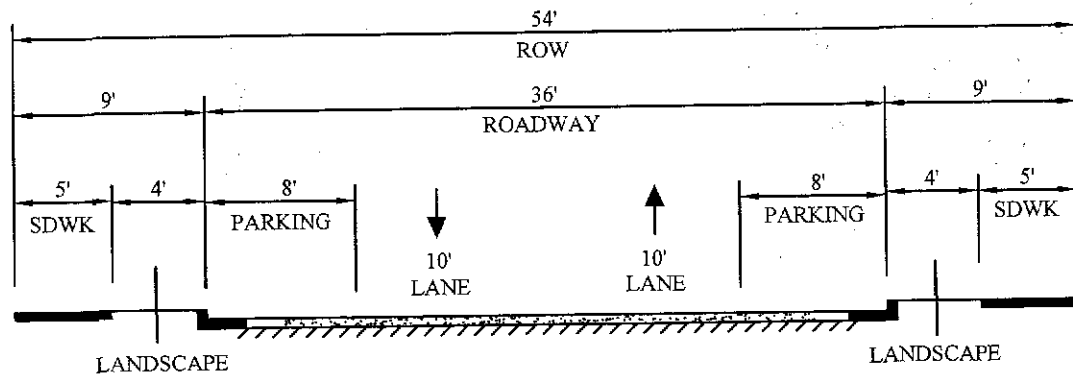 54'
ROW
9'
36'
9'
ROADWAY
5'
4'
8'
8'
4'
5'
SDWK
PARKING
PARKING
SDWK
10'
10'
LANE
LANE
LANDSCAPE
LANDSCAPE